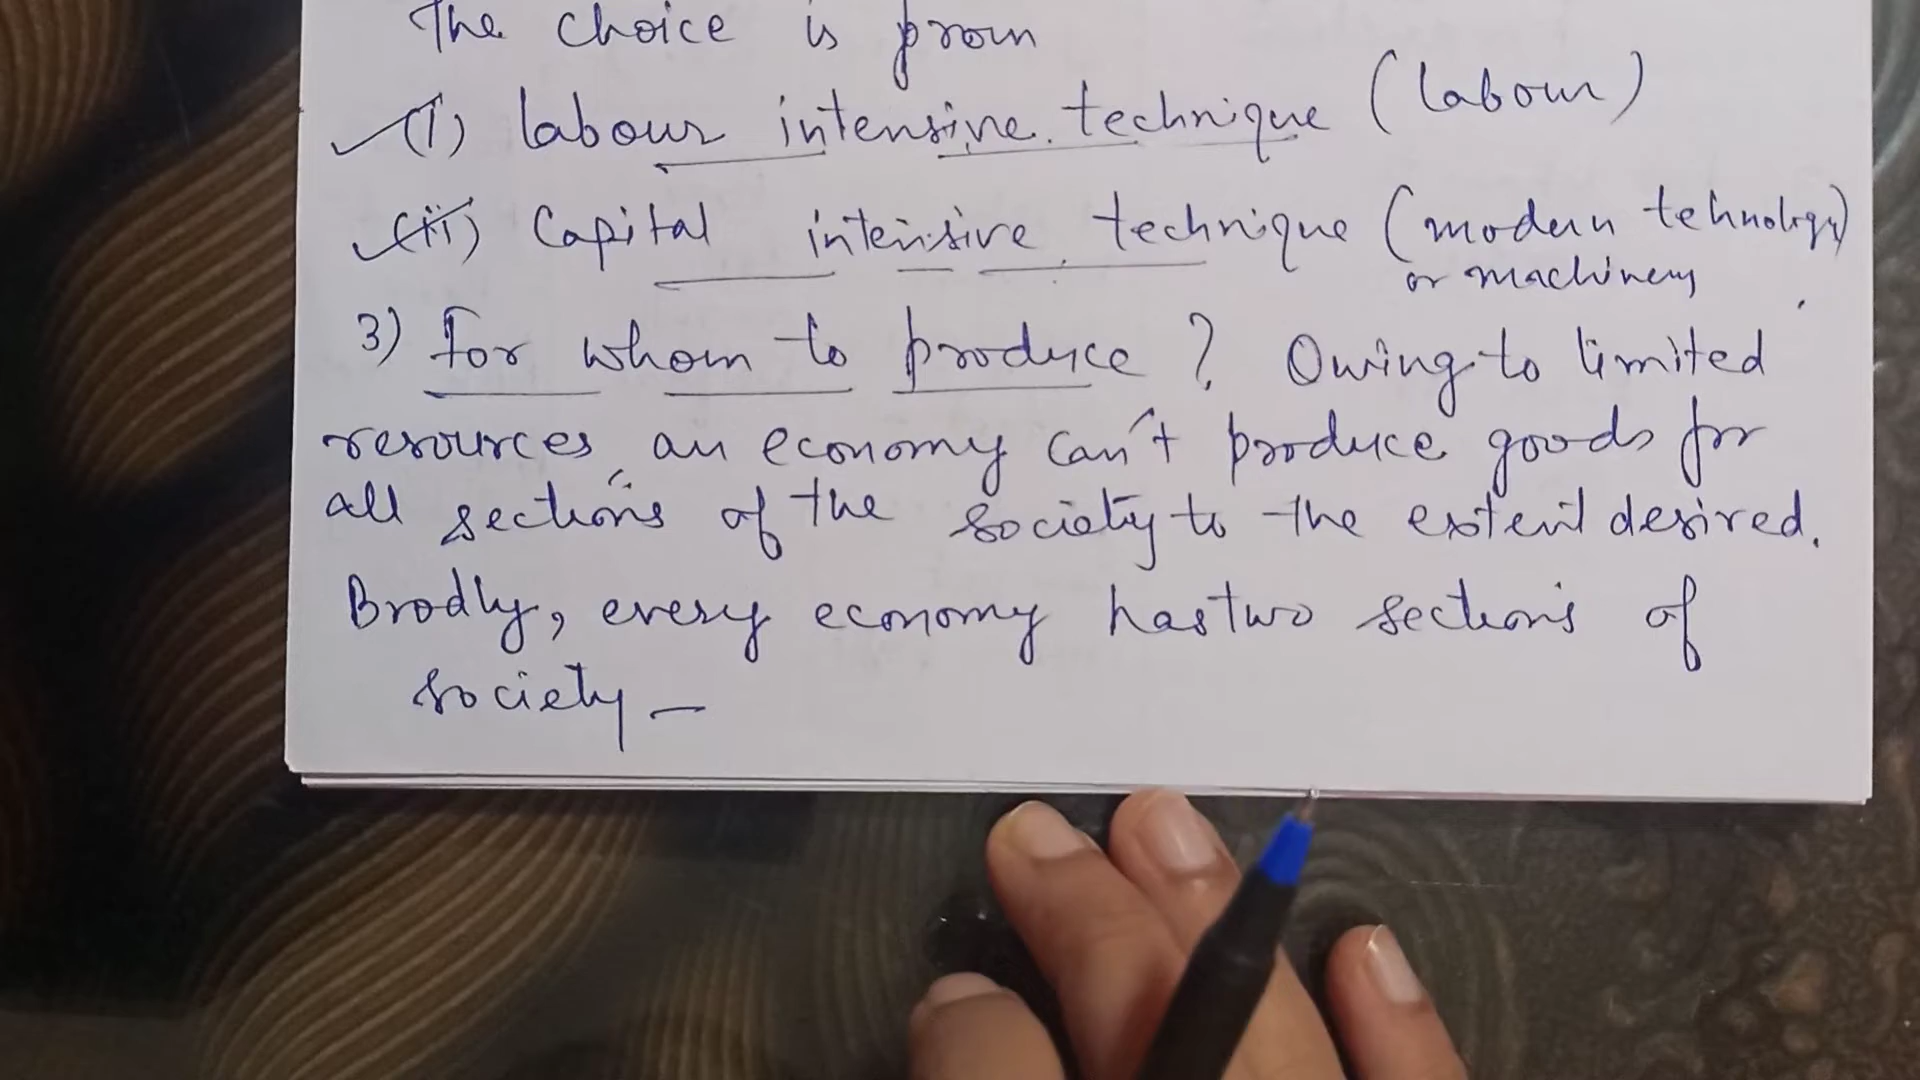 The choice is from
(i) Labour intensive technique (labour)
(ii) Capital intensive technique (modern tehnology)
or machinery
3) For whom to produce? Owing to limited
resources, an economy can't produce goods for
all sections of the society to the extent desired.
Brodly, every economy has two sections of
society -